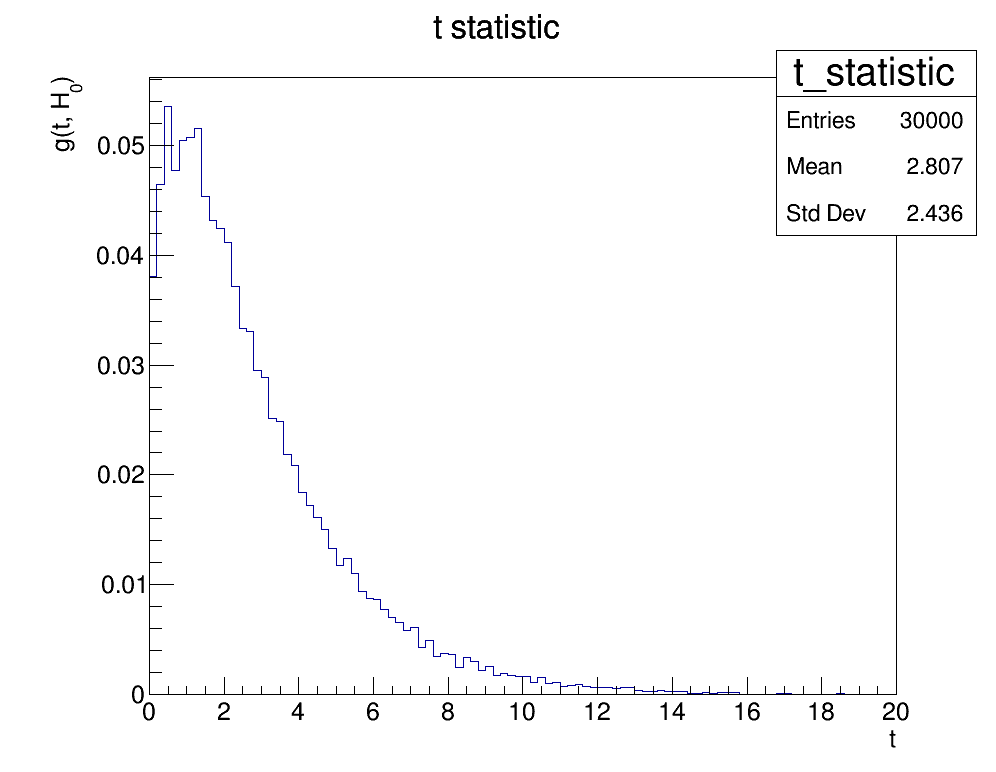 t statistic
t_statistic
Entries 30000
Mean 2.807
Std Dev 2.436
g(t, H0)
0.05
0.04
0.03
0.02
0.01
0
0 2 4 6 8 10 12 14 16 18 20
t